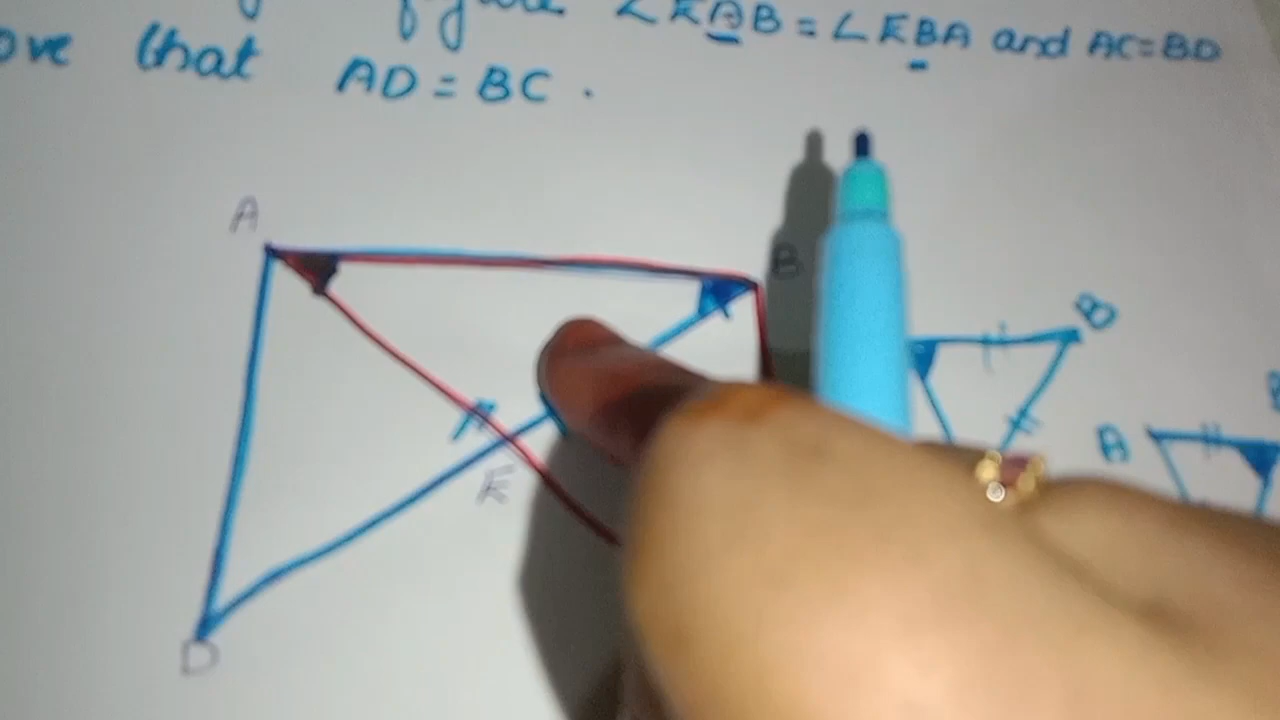 ∠EAB = ∠EBA and AC = BD
that AD = BC .
A
B
E
D
B
A